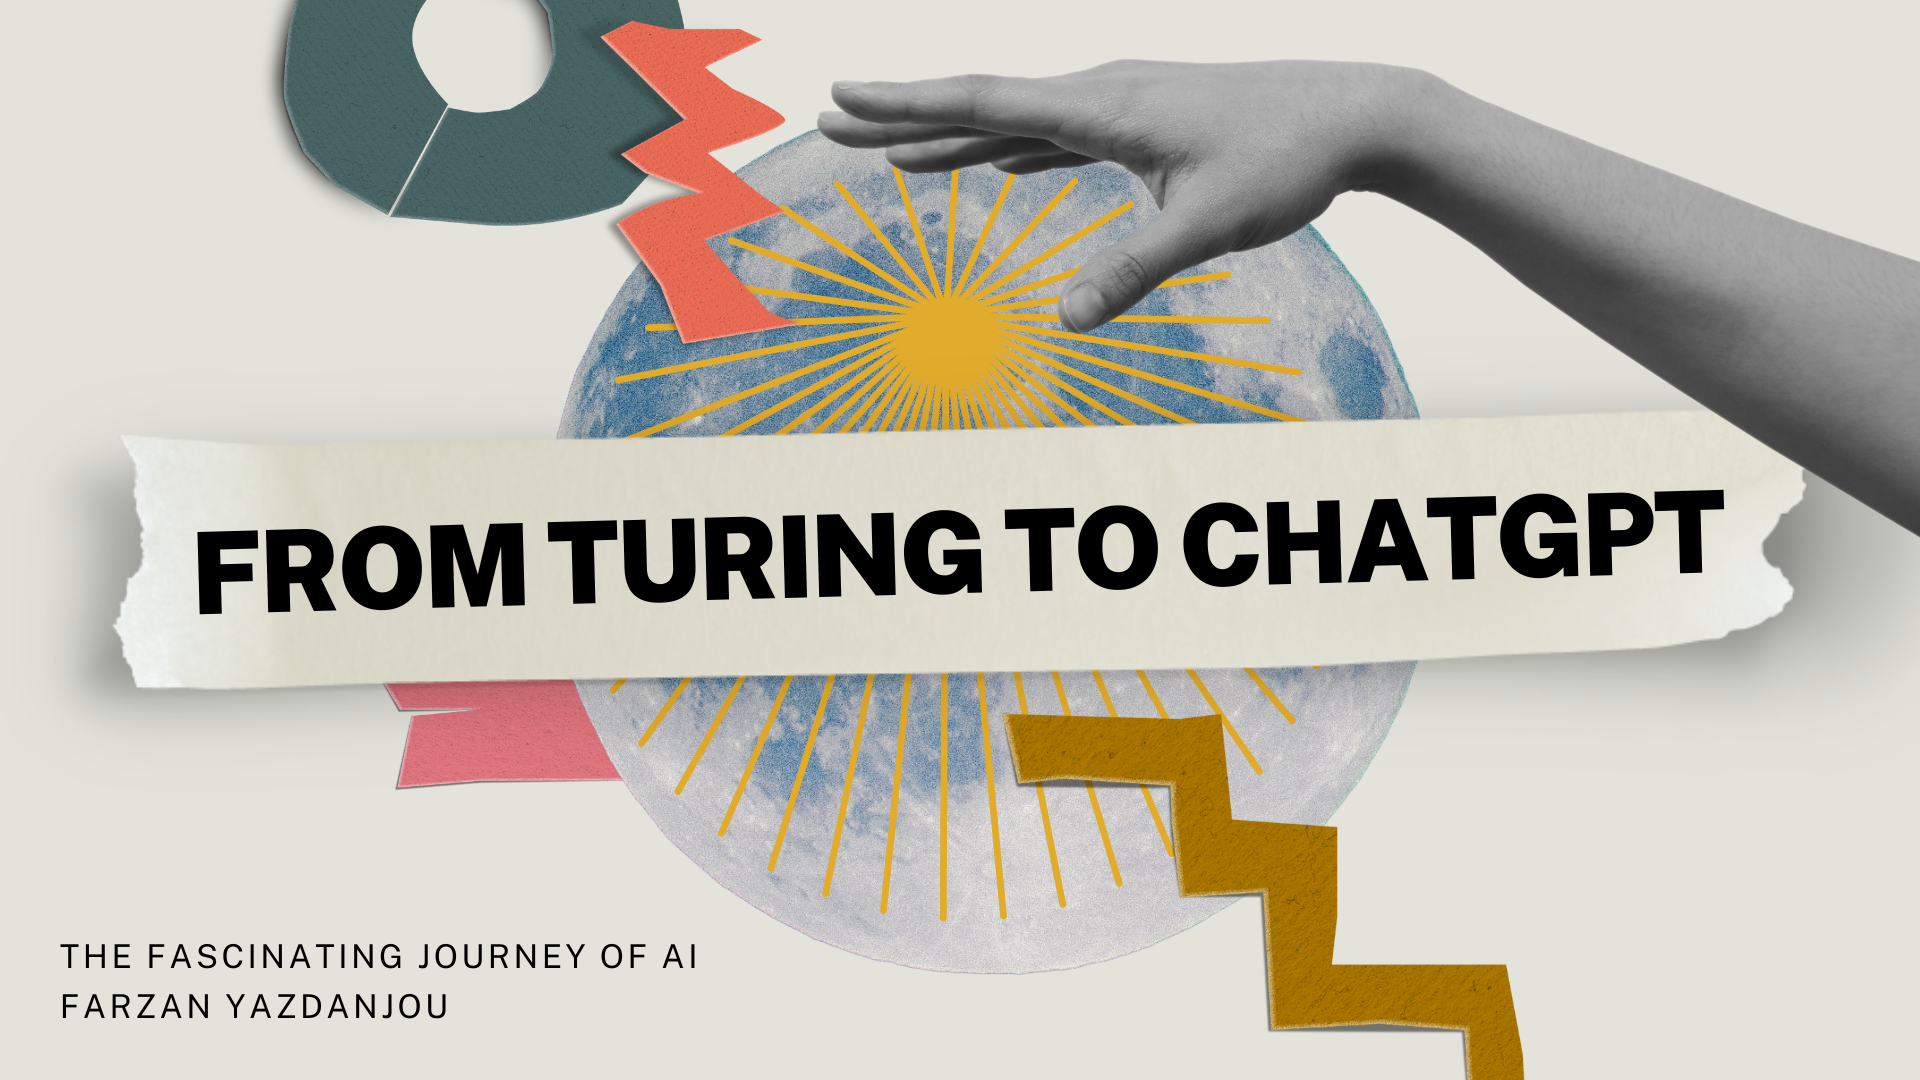 FROM TURING TO CHATGPT
THE FASCINATING JOURNEY OF AI
FARZAN YAZDANJOU